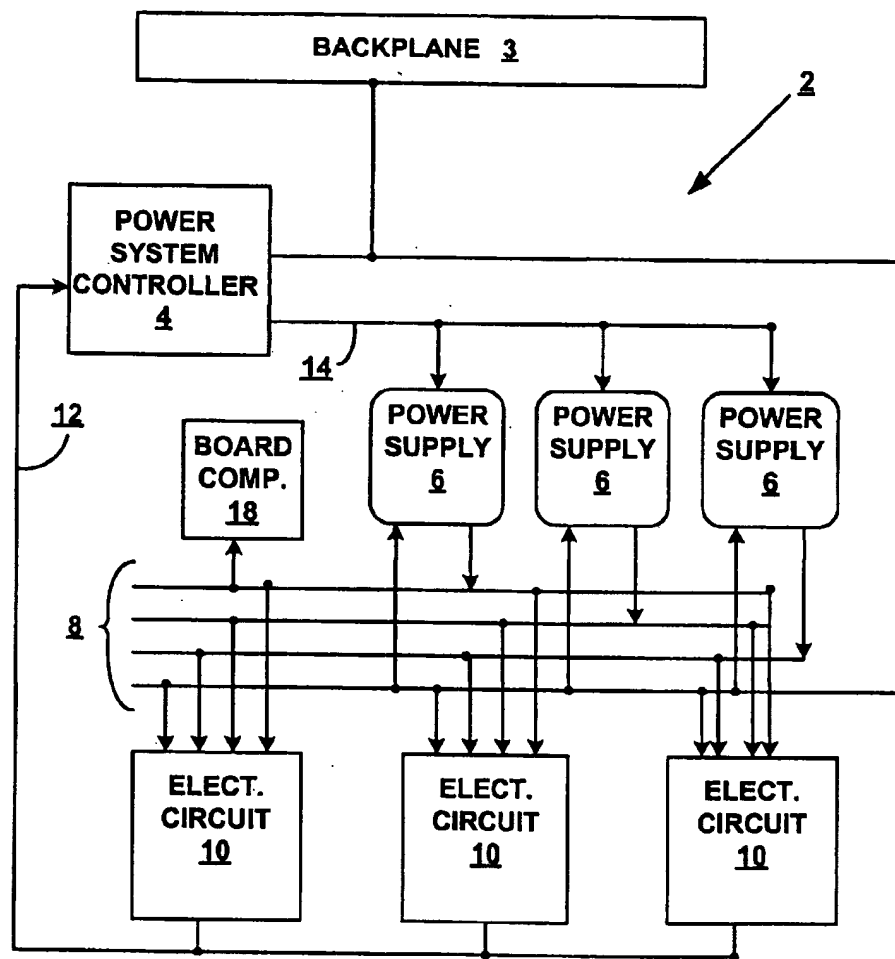 BACKPLANE 3
2
POWER
SYSTEM
CONTROLLER
4
14
12
BOARD
COMP.
18
POWER
SUPPLY
6
POWER
SUPPLY
6
POWER
SUPPLY
6
8
ELECT.
CIRCUIT
10
ELECT.
CIRCUIT
10
ELECT.
CIRCUIT
10